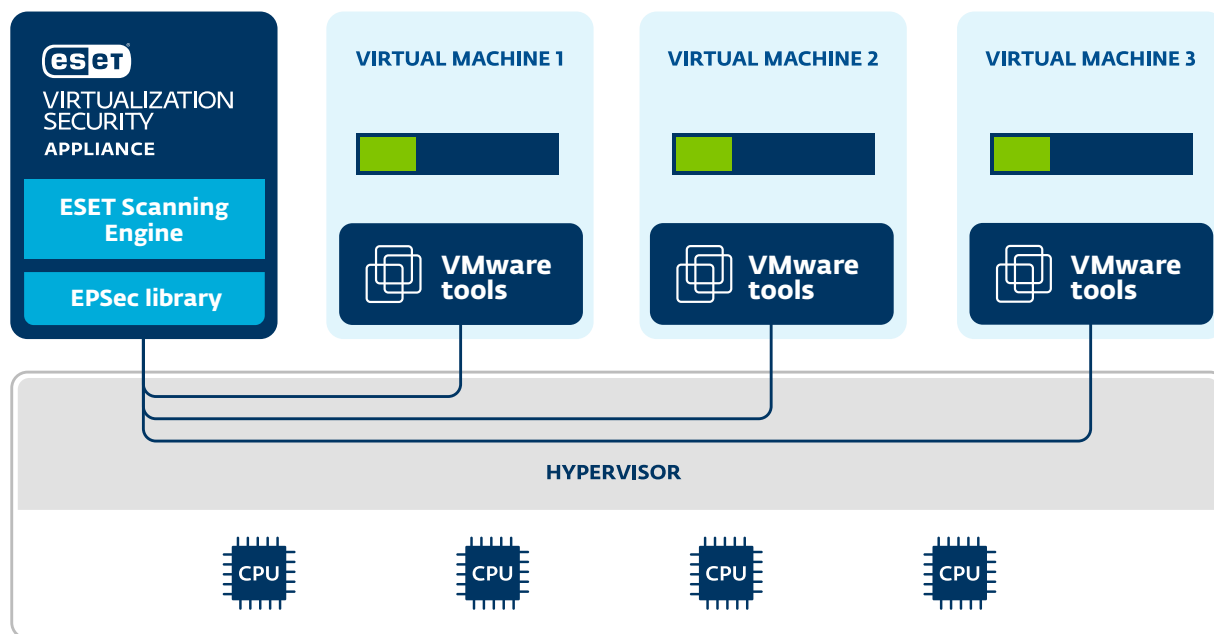 eset
VIRTUALIZATION
SECURITY
APPLIANCE
ESET Scanning
Engine
EPSec library
VIRTUAL MACHINE 1
VMware
tools
VIRTUAL MACHINE 2
VMware
tools
VIRTUAL MACHINE 3
VMware
tools
HYPERVISOR
CPU
CPU
CPU
CPU